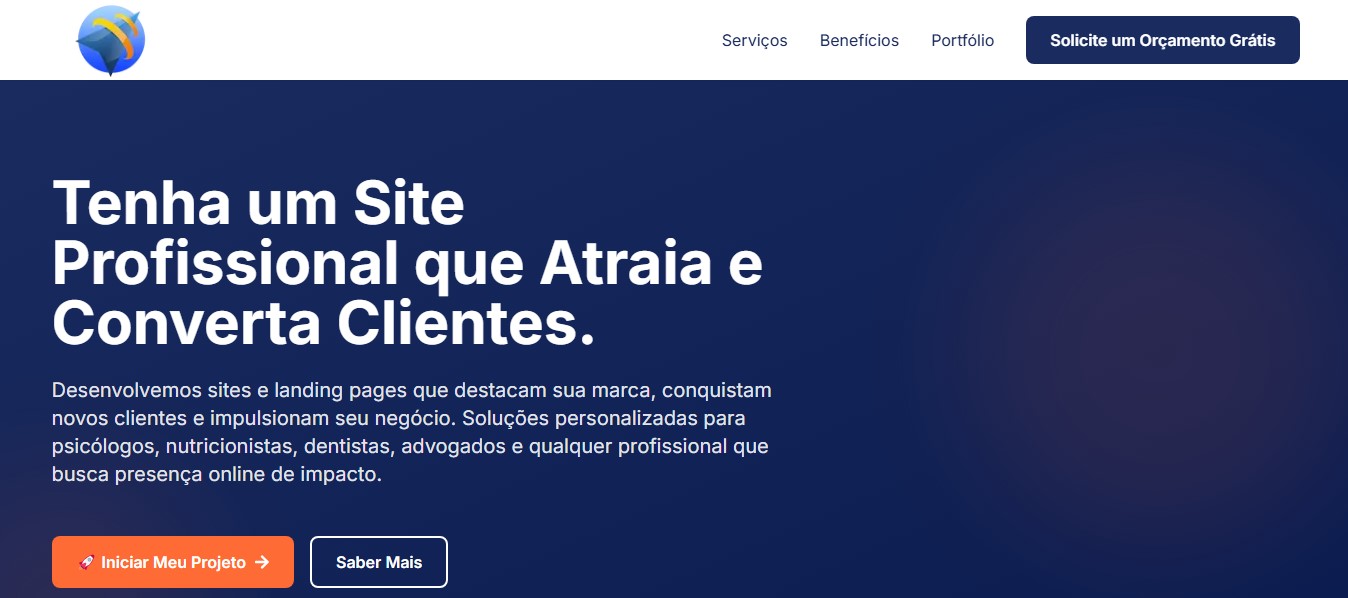 Serviços
Benefícios
Portfólio
Solicite um Orçamento Grátis
Tenha um Site
Profissional que Atraia e
Converta Clientes.
Desenvolvemos sites e landing pages que destacam sua marca, conquistam
novos clientes e impulsionam seu negócio. Soluções personalizadas para
psicólogos, nutricionistas, dentistas, advogados e qualquer profissional que
busca presença online de impacto.
🚀 Iniciar Meu Projeto →
Saber Mais